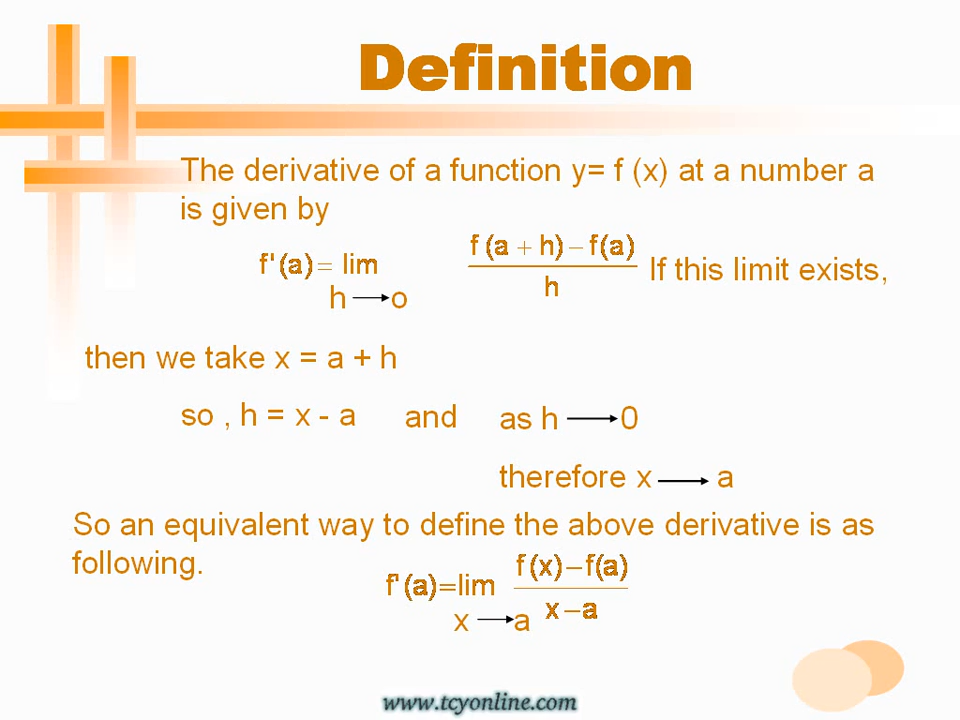 Definition
The derivative of a function y= f (x) at a number a
is given by
f'(a) = lim h → o f (a + h) − f(a) / h If this limit exists,
then we take x = a + h
so , h = x - a and as h → 0
therefore x → a
So an equivalent way to define the above derivative is as
following.
f'(a)=lim x → a f (x) − f(a) / x − a
www.tcyonline.com